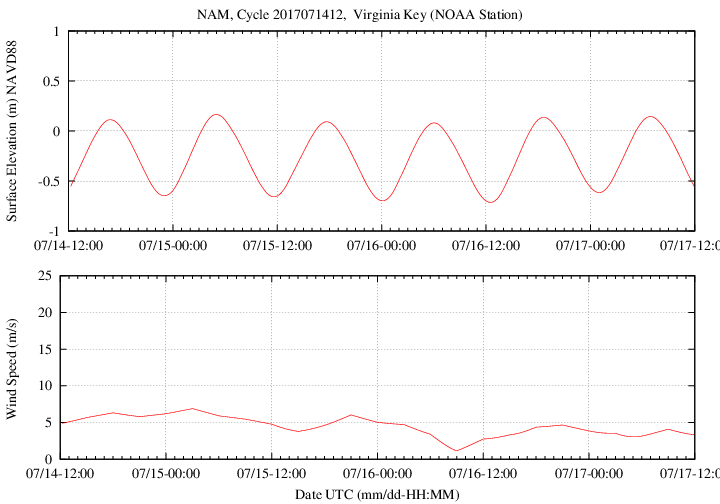 NAM, Cycle 2017071412,  Virginia Key (NOAA Station)
Surface Elevation (m) NAVD88
1
0.5
0
-0.5
-1
07/14-12:00 07/15-00:00 07/15-12:00 07/16-00:00 07/16-12:00 07/17-00:00 07/17-12:0
Wind Speed (m/s)
25
20
15
10
5
0
07/14-12:00 07/15-00:00 07/15-12:00 07/16-00:00 07/16-12:00 07/17-00:00 07/17-12:0
Date UTC (mm/dd-HH:MM)